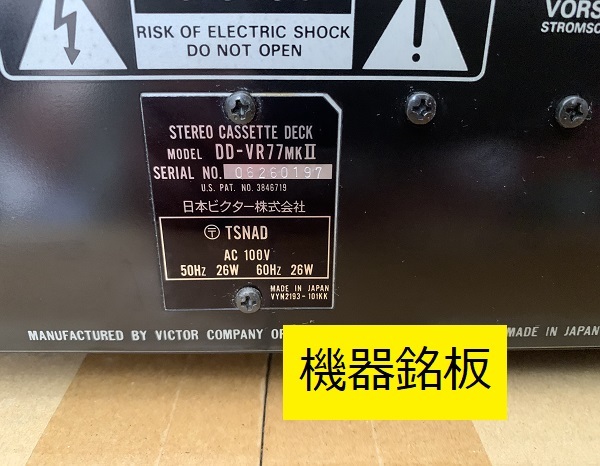 RISK OF ELECTRIC SHOCK
DO NOT OPEN
VORS
STROMSC
STEREO CASSETTE DECK
MODEL DD-VR77MKII
SERIAL NO. 06260197
U.S. PAT. NO. 3846719
日本ビクター株式会社
〒 TSNAD
AC 100V
50Hz 26W 60Hz 26W
MADE IN JAPAN
VYN2193-101KK
MANUFACTURED BY VICTOR COMPANY O
MADE IN JAPAN
機器銘板